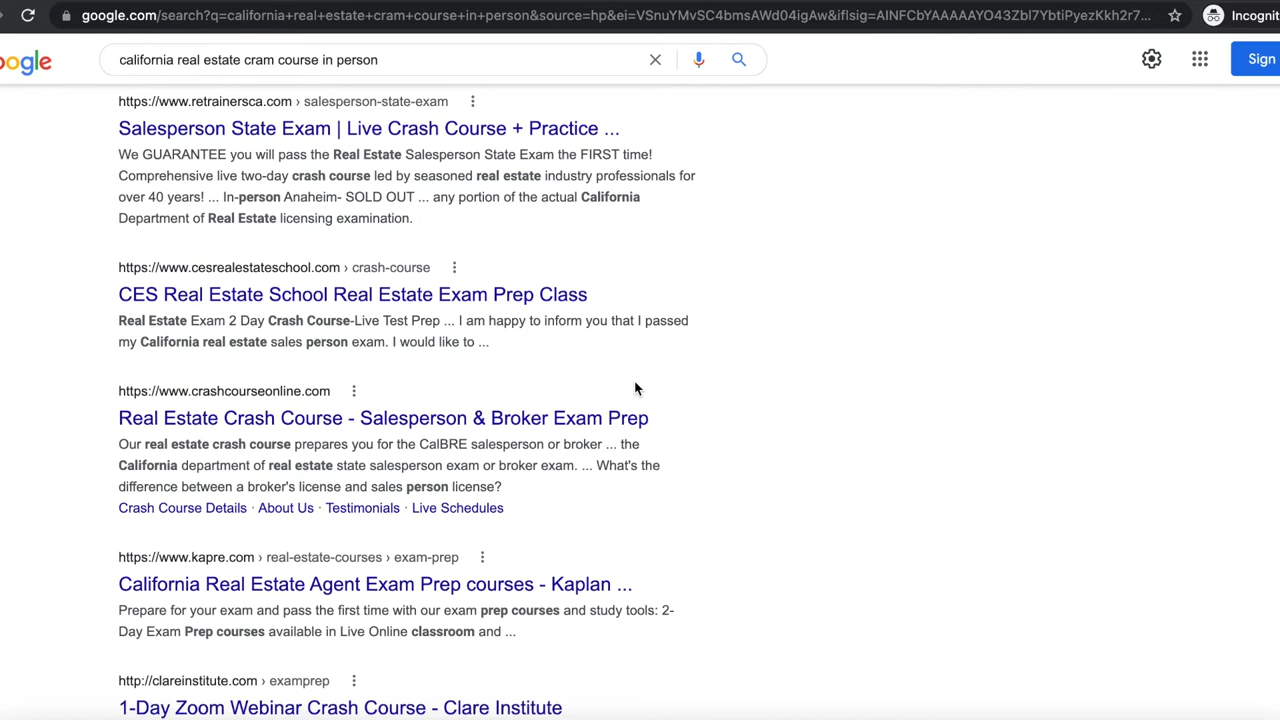 google.com/search?q=california+real+estate+cram+course+in+person&source=hp&ei=VSnuYMvSC4bmsAWd04igAw&iflsig=AINFCbYAAAAAYO43Zbl7YbtiPyezKkh2r7... Incognit
oogle california real estate cram course in person Sign
https://www.retrainersca.com › salesperson-state-exam
Salesperson State Exam | Live Crash Course + Practice ...
We GUARANTEE you will pass the Real Estate Salesperson State Exam the FIRST time!
Comprehensive live two-day crash course led by seasoned real estate industry professionals for
over 40 years! ... In-person Anaheim- SOLD OUT ... any portion of the actual California
Department of Real Estate licensing examination.
https://www.cesrealestateschool.com › crash-course
CES Real Estate School Real Estate Exam Prep Class
Real Estate Exam 2 Day Crash Course-Live Test Prep ... I am happy to inform you that I passed
my California real estate sales person exam. I would like to ...
https://www.crashcourseonline.com
Real Estate Crash Course - Salesperson & Broker Exam Prep
Our real estate crash course prepares you for the CalBRE salesperson or broker ... the
California department of real estate state salesperson exam or broker exam. ... What's the
difference between a broker's license and sales person license?
Crash Course Details · About Us · Testimonials · Live Schedules
https://www.kapre.com › real-estate-courses › exam-prep
California Real Estate Agent Exam Prep courses - Kaplan ...
Prepare for your exam and pass the first time with our exam prep courses and study tools: 2-
Day Exam Prep courses available in Live Online classroom and ...
http://clareinstitute.com › examprep
1-Day Zoom Webinar Crash Course - Clare Institute